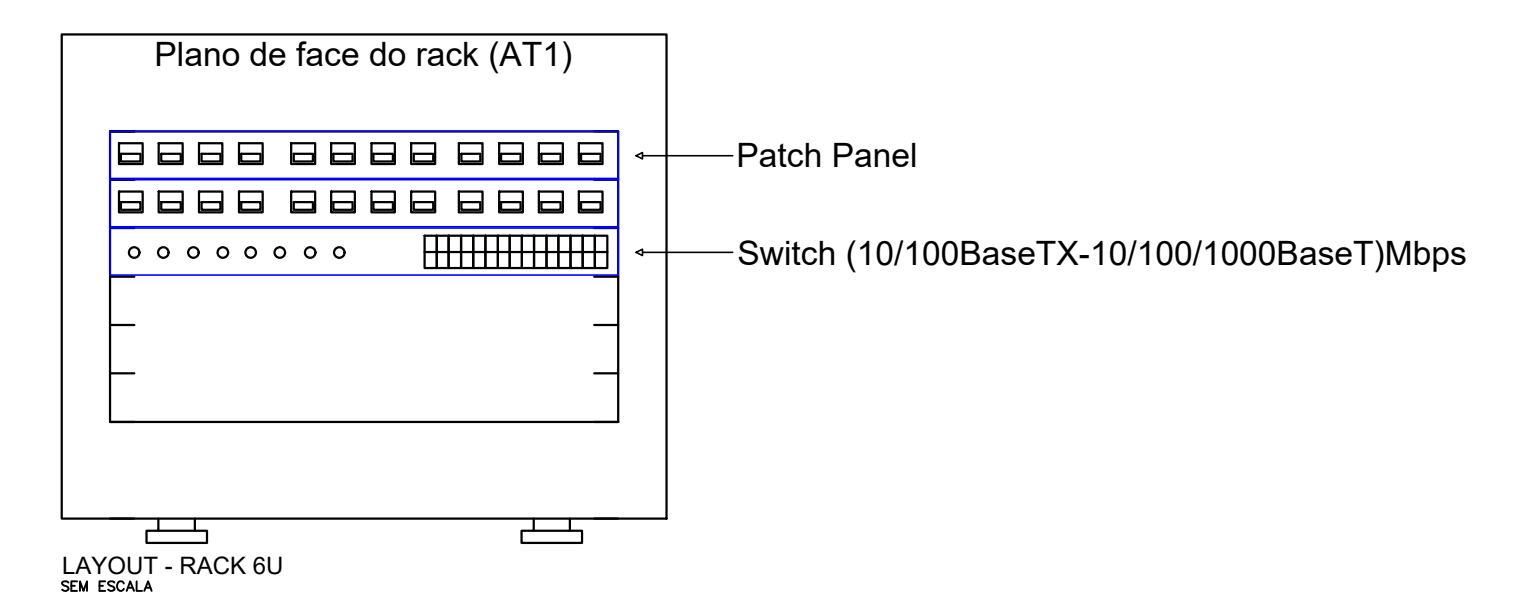 Plano de face do rack (AT1)
Patch Panel
Switch (10/100BaseTX-10/100/1000BaseT)Mbps
LAYOUT - RACK 6U
SEM ESCALA